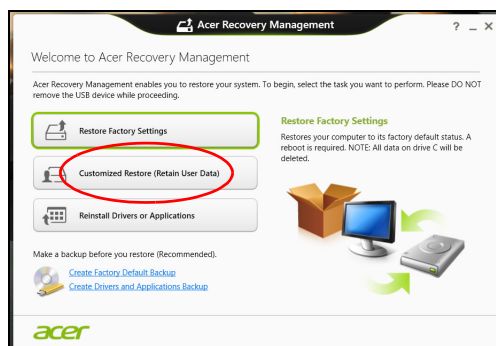 Acer Recovery Management
? _ X
Welcome to Acer Recovery Management
Acer Recovery Management enables you to restore your system. To begin, select the task you want to perform. Please DO NOT
remove the USB device while proceeding.
Restore Factory Settings
Customized Restore (Retain User Data)
Reinstall Drivers or Applications
Restore Factory Settings
Restores your computer to its factory default status. A
reboot is required. NOTE: All data on drive C will be
deleted.
Make a backup before you restore (Recommended).
Create Factory Default Backup
Create Drivers and Applications Backup
acer